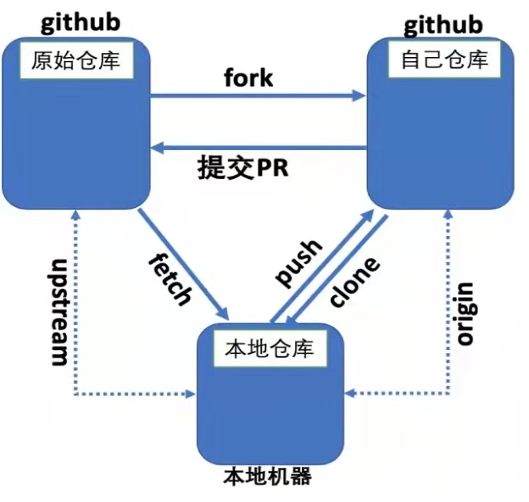 github
github
原始仓库
自己仓库
fork
提交PR
fetch
push
clone
upstream
origin
本地仓库
本地机器